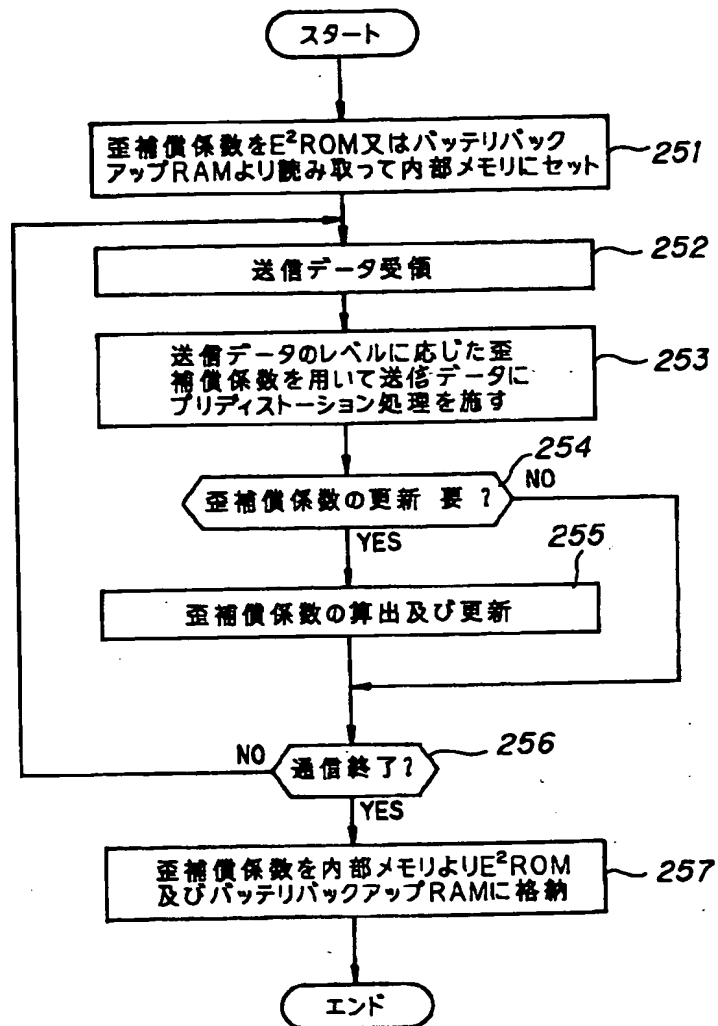 スタート
歪補償係数をE²ROM又はバッテリバック
アップRAMより読み取って内部メモリにセット
251
送信データ受領
252
送信データのレベルに応じた歪
補償係数を用いて送信データに
プリディストーション処理を施す
253
254
歪補償係数の更新 要?
NO
YES
255
歪補償係数の算出及び更新
NO
通信終了?
256
YES
歪補償係数を内部メモリよりE²ROM
及びバッテリバックアップRAMに格納
257
エンド